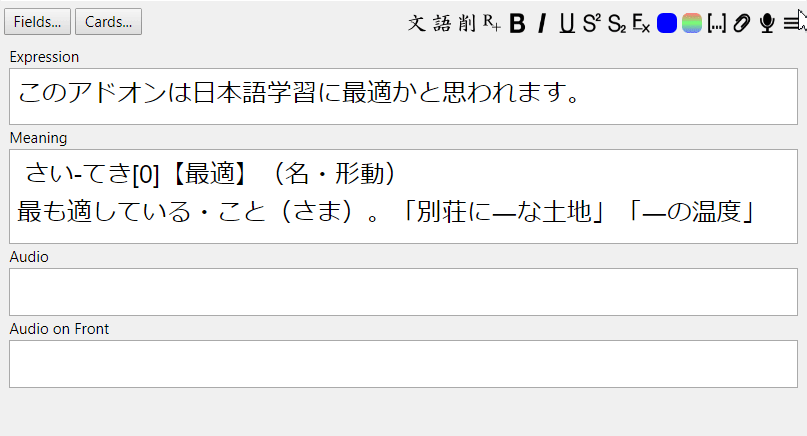 Fields... Cards... 文 語 削 R+ B I U S² S₂ Ex [...]
Expression
このアドオンは日本語学習に最適かと思われます。
Meaning
さい-てき[0]【最適】（名・形動）
最も適している・こと（さま）。「別荘に―な土地」「―の温度」
Audio
Audio on Front